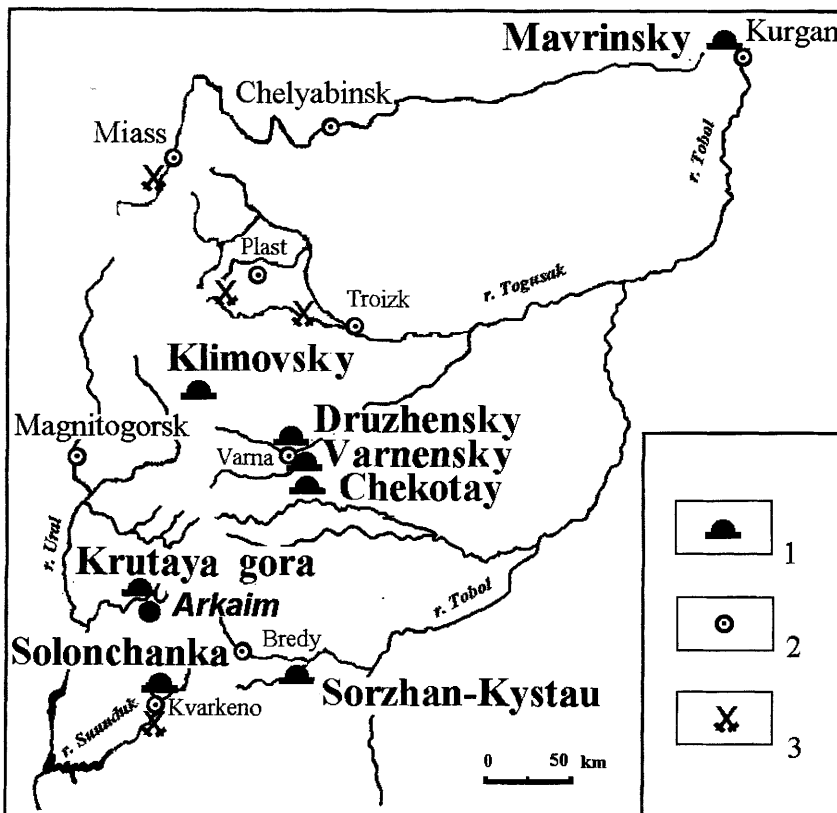 Mavrinsky
Kurgan
Chelyabinsk
Miass
r. Tobol
Plast
r. Togusak
Troizk
Klimovsky
Druzhensky
Magnitogorsk
Varna
Varnensky
Chekotay
r. Ural
Krutaya gora
Arkaim
r. Tobol
Bredy
Solonchanka
Sorzhan-Kystau
Kvarkeno
r. Suunduk
0 50 km
1
2
3